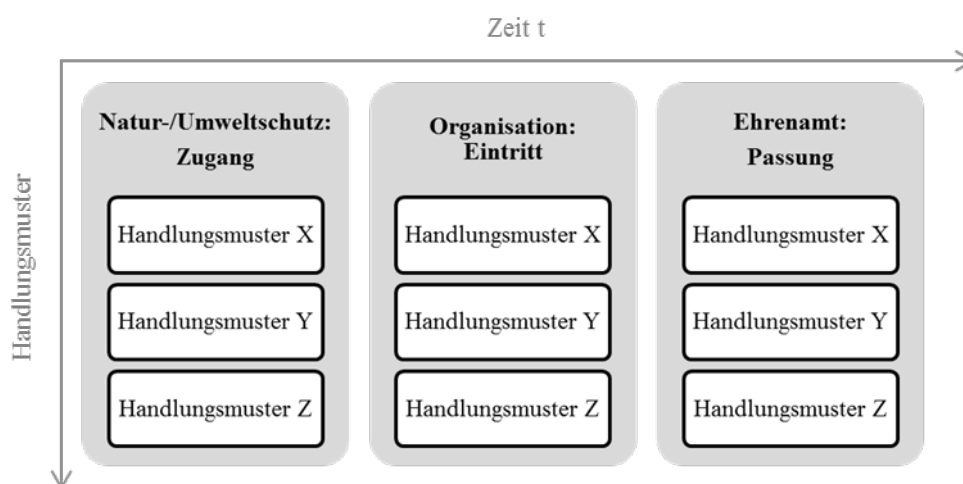 Zeit t
Handlungsmuster
Natur-/Umweltschutz:
Zugang
Handlungsmuster X
Handlungsmuster Y
Handlungsmuster Z
Organisation:
Eintritt
Handlungsmuster X
Handlungsmuster Y
Handlungsmuster Z
Ehrenamt:
Passung
Handlungsmuster X
Handlungsmuster Y
Handlungsmuster Z